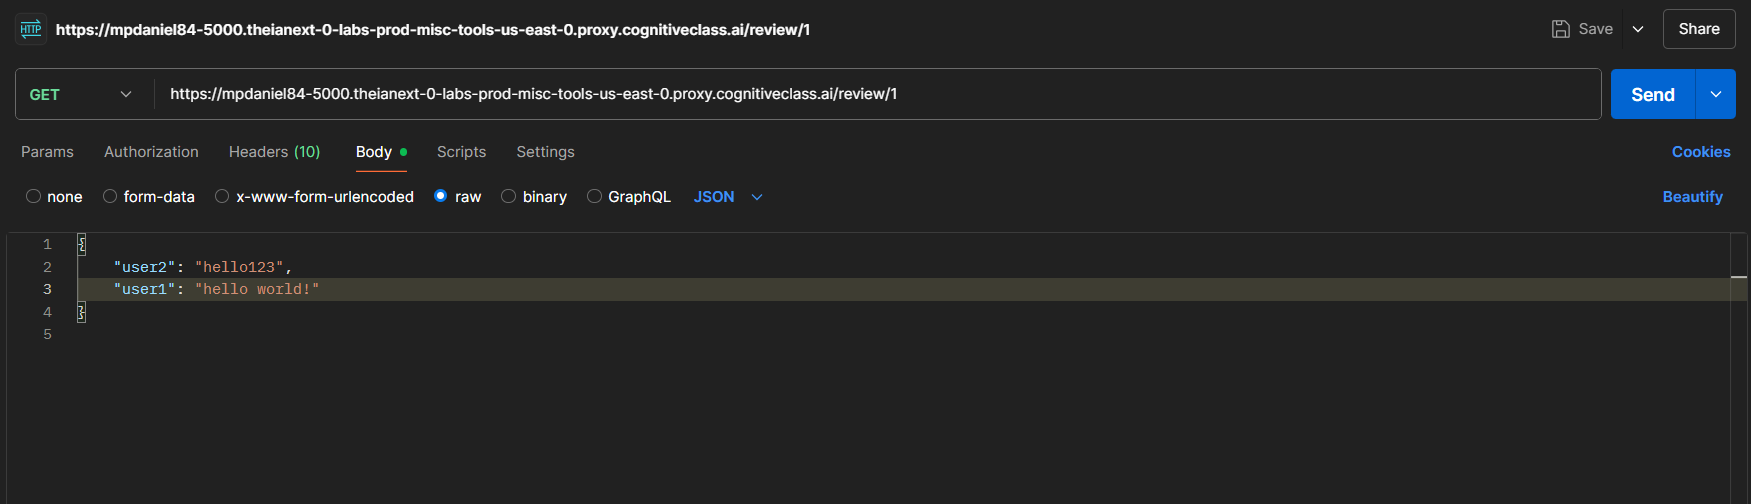 HTTP https://mpdaniel84-5000.theianext-0-labs-prod-misc-tools-us-east-0.proxy.cognitiveclass.ai/review/1 Save Share
GET https://mpdaniel84-5000.theianext-0-labs-prod-misc-tools-us-east-0.proxy.cognitiveclass.ai/review/1 Send
Params Authorization Headers (10) Body Scripts Settings Cookies
none form-data x-www-form-urlencoded raw binary GraphQL JSON Beautify
1 {
2 "user2": "hello123",
3 "user1": "hello world!"
4 }
5